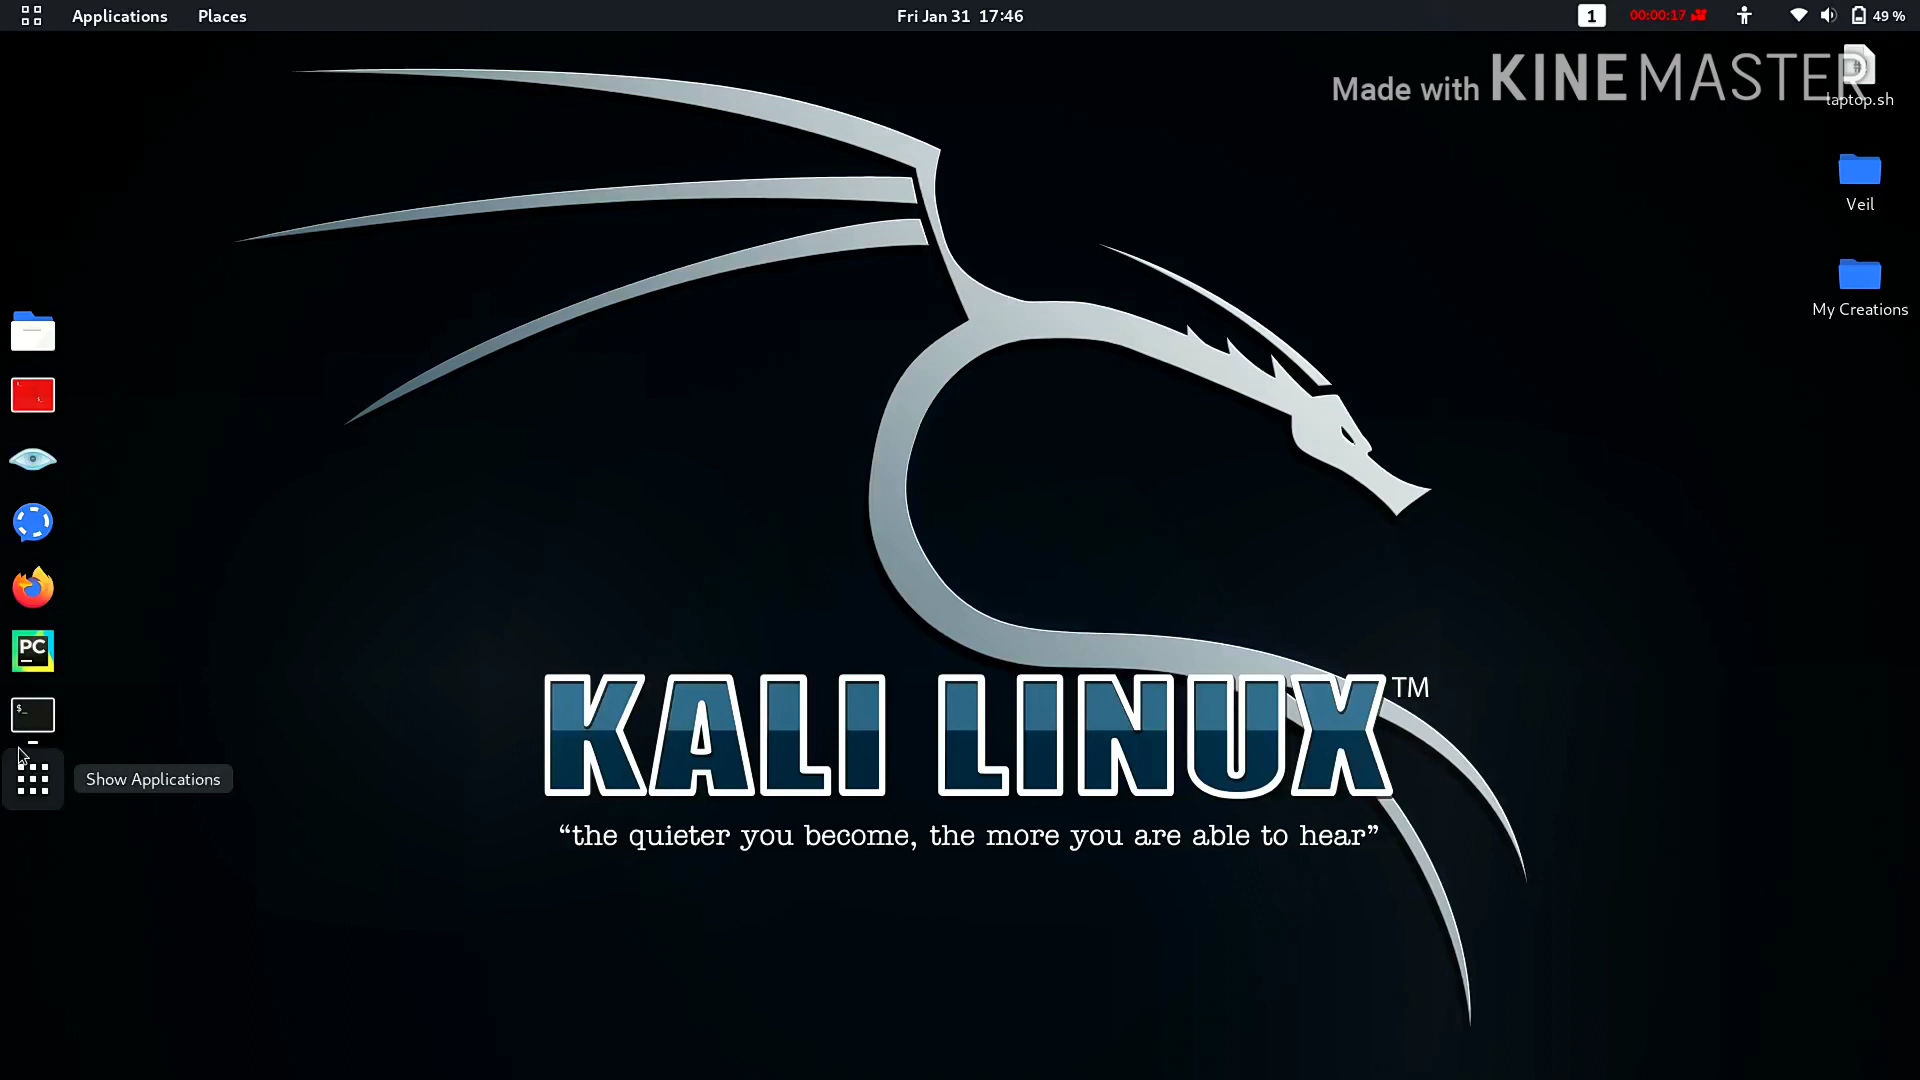 Applications Places Fri Jan 31 17:46 1 00:00:17 49 %
Made with KINEMASTER
laptop.sh
Veil
My Creations
PC
$_
Show Applications
KALI LINUX™
“the quieter you become, the more you are able to hear”